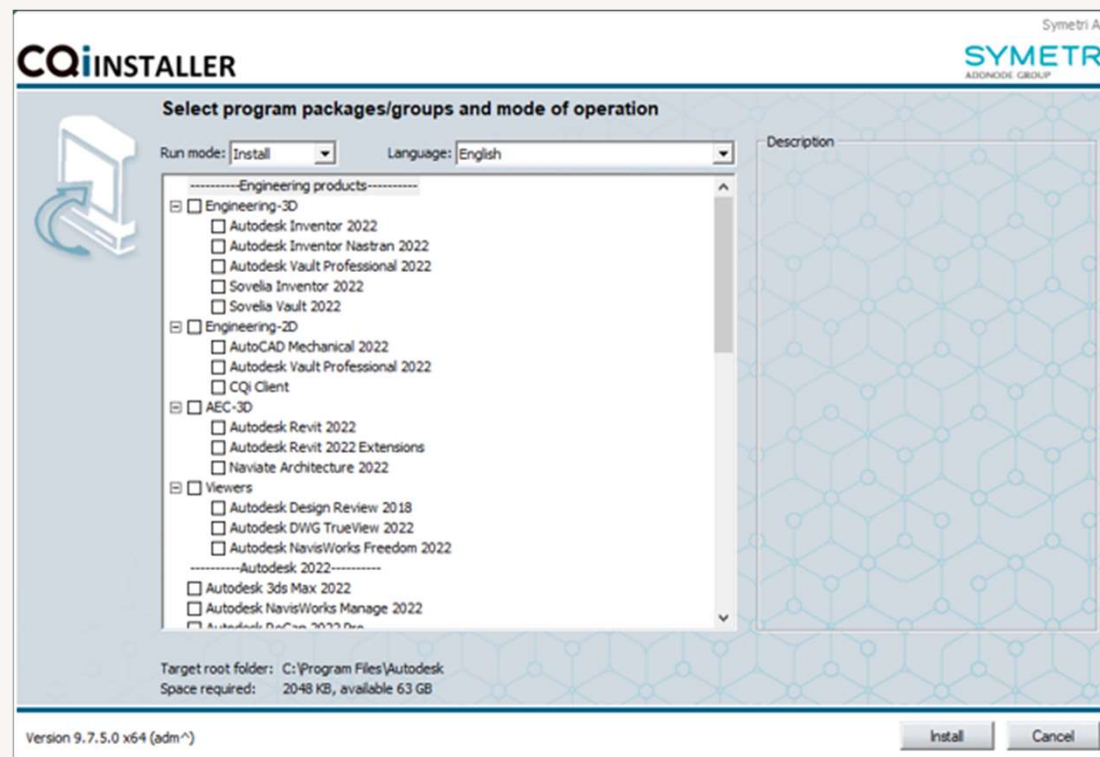 Symetri A
CQiINSTALLER
SYMETR
ADDNODE GROUP
Select program packages/groups and mode of operation
Run mode: Install Language: English
Description
----------Engineering products----------
Engineering-3D
Autodesk Inventor 2022
Autodesk Inventor Nastran 2022
Autodesk Vault Professional 2022
Sovelia Inventor 2022
Sovelia Vault 2022
Engineering-2D
AutoCAD Mechanical 2022
Autodesk Vault Professional 2022
CQi Client
AEC-3D
Autodesk Revit 2022
Autodesk Revit 2022 Extensions
Naviate Architecture 2022
Viewers
Autodesk Design Review 2018
Autodesk DWG TrueView 2022
Autodesk NavisWorks Freedom 2022
----------Autodesk 2022----------
Autodesk 3ds Max 2022
Autodesk NavisWorks Manage 2022
Autodesk ReCap 2022 Pro
Target root folder: C:\Program Files\Autodesk
Space required: 2048 KB, available 63 GB
Version 9.7.5.0 x64 (adm^)
Install Cancel